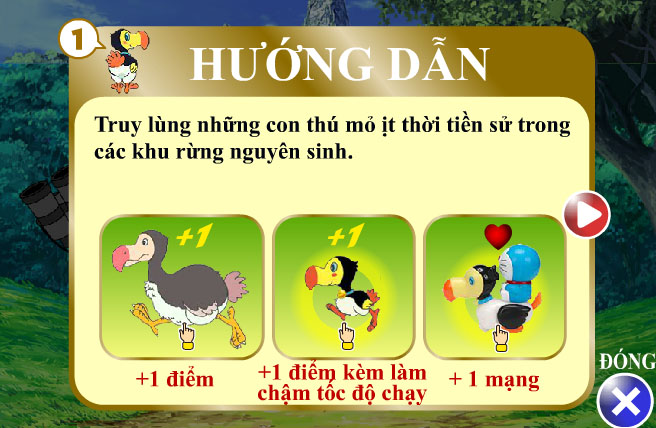 1
HƯỚNG DẪN
Truy lùng những con thú mỏ ịt thời tiền sử trong
các khu rừng nguyên sinh.
+1
+1
+1 điểm
+1 điểm kèm làm
chậm tốc độ chạy
+ 1 mạng
ĐÓNG